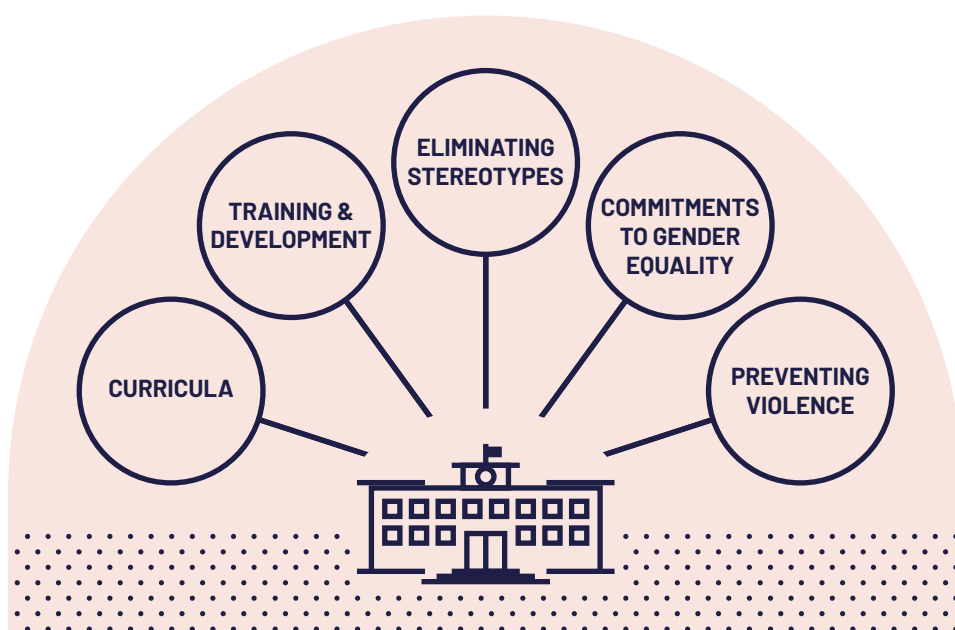 CURRICULA
TRAINING &
DEVELOPMENT
ELIMINATING
STEREOTYPES
COMMITMENTS
TO GENDER
EQUALITY
PREVENTING
VIOLENCE